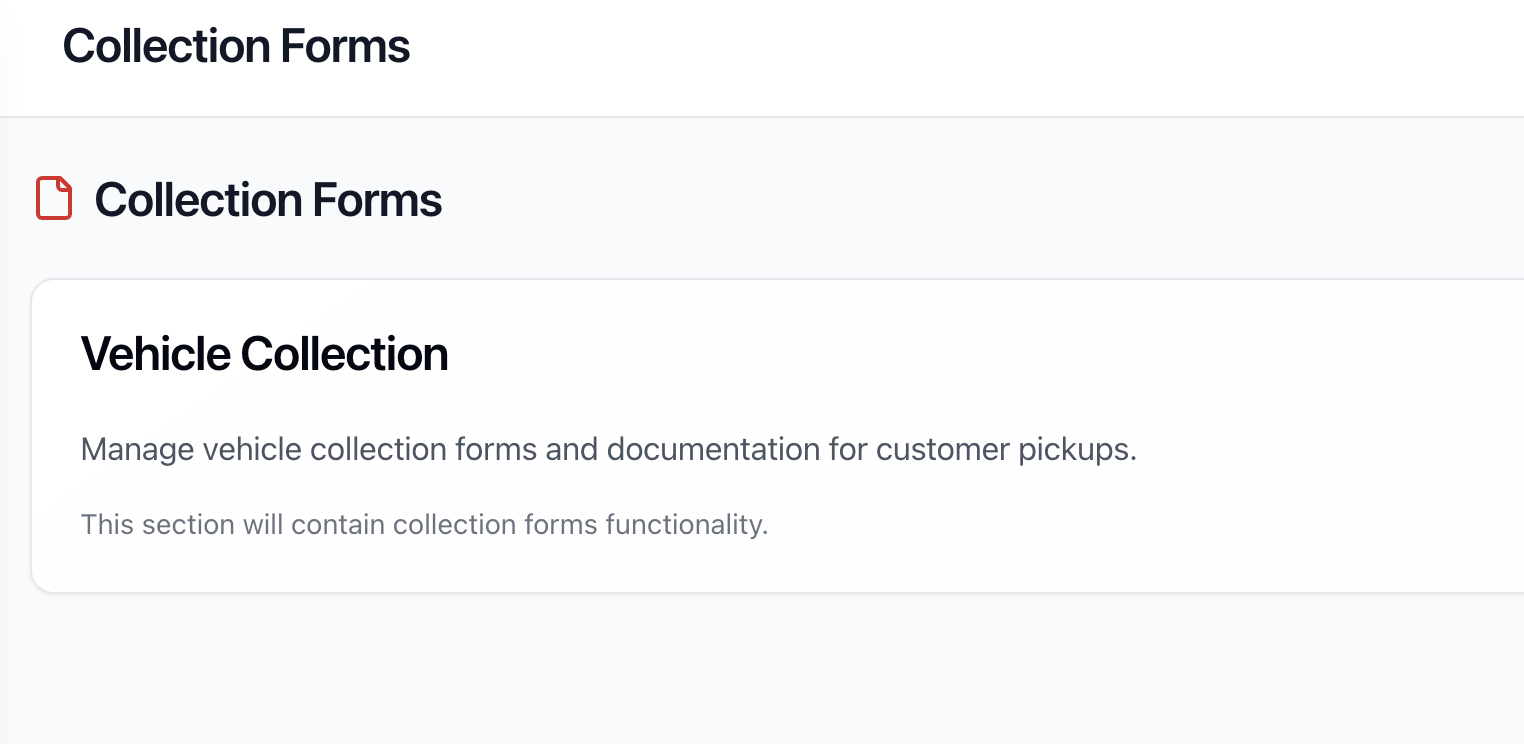 Collection Forms
Collection Forms
Vehicle Collection
Manage vehicle collection forms and documentation for customer pickups.
This section will contain collection forms functionality.